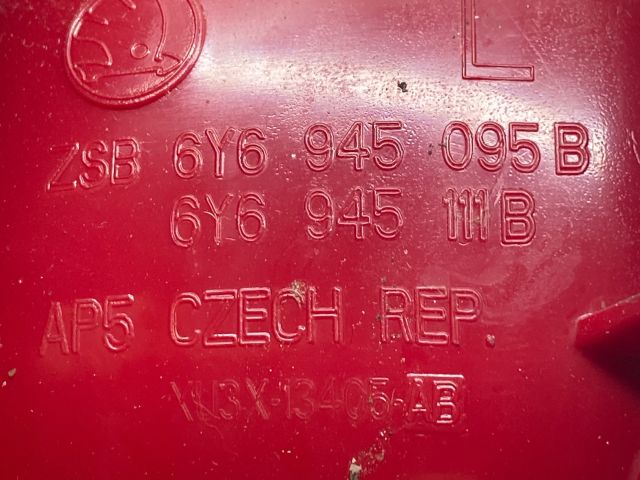 L
ZSB 6Y6 945 095 B
6Y6 945 111 B
AP5 CZECH REP.
XU3X-13405-AB